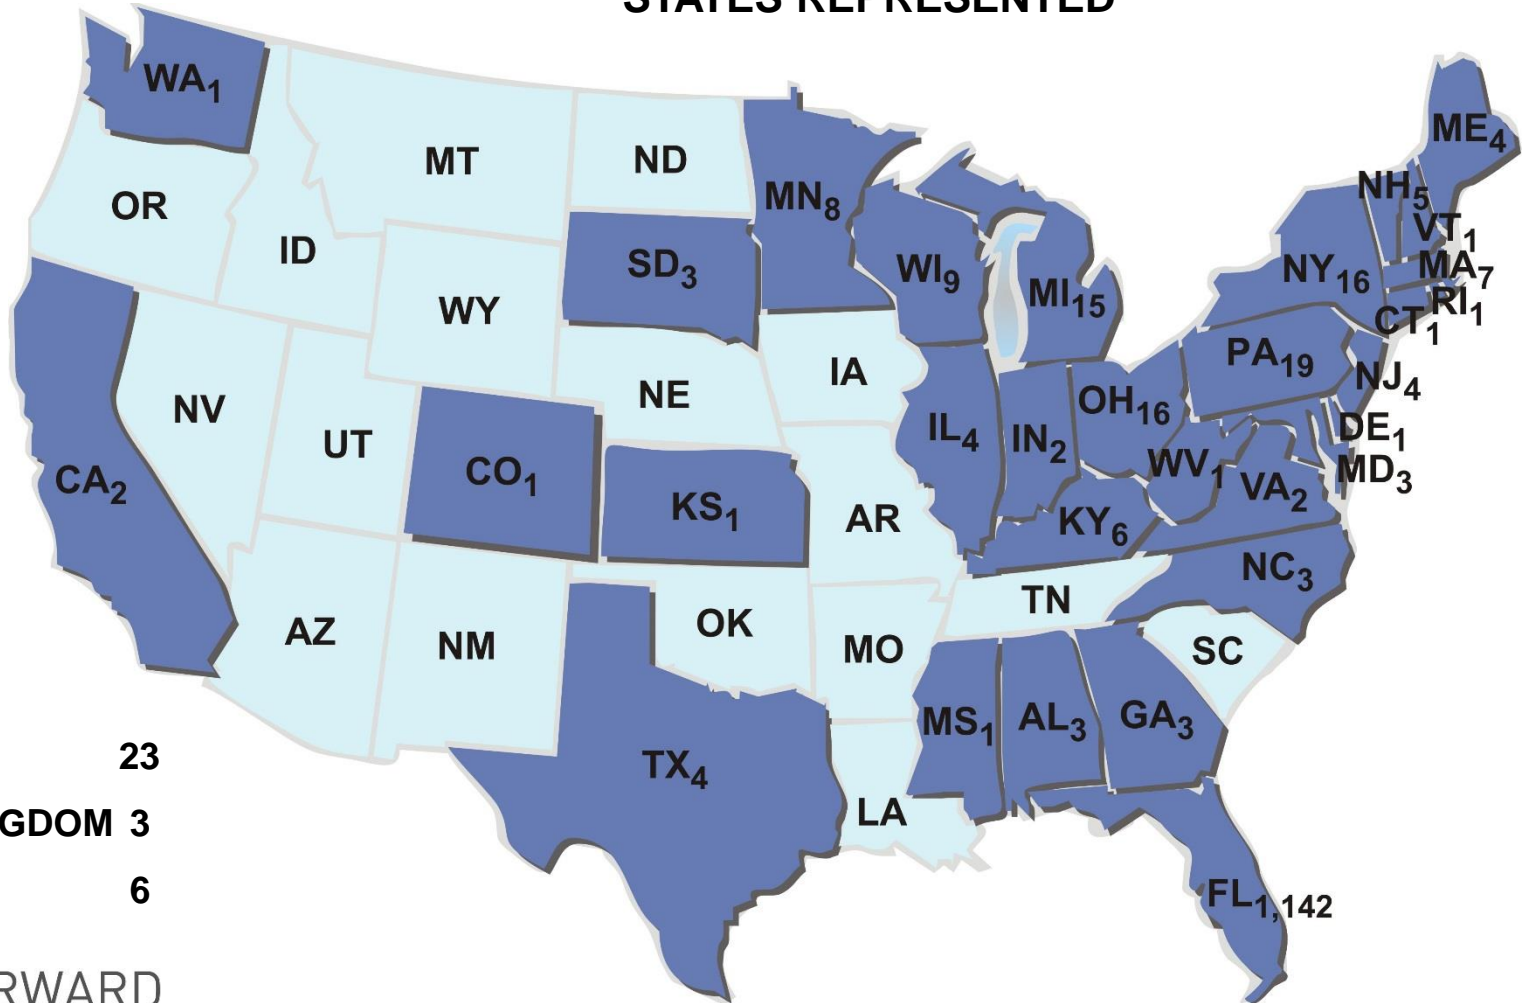 STATES REPRESENTED
WA1
MT
ND
MN8
ME4
OR
ID
SD3
WI9
MI15
NH5
VT1
NY16
MA7
RI1
CT1
WY
IA
PA19
NJ4
NV
UT
NE
IL4
IN2
OH16
DE1
MD3
CA2
CO1
KS1
AR
KY6
WV1
VA2
AZ
NM
OK
MO
TN
NC3
SC
TX4
LA
MS1
AL3
GA3
FL1,142
23
GDOM 3
6
RWARD